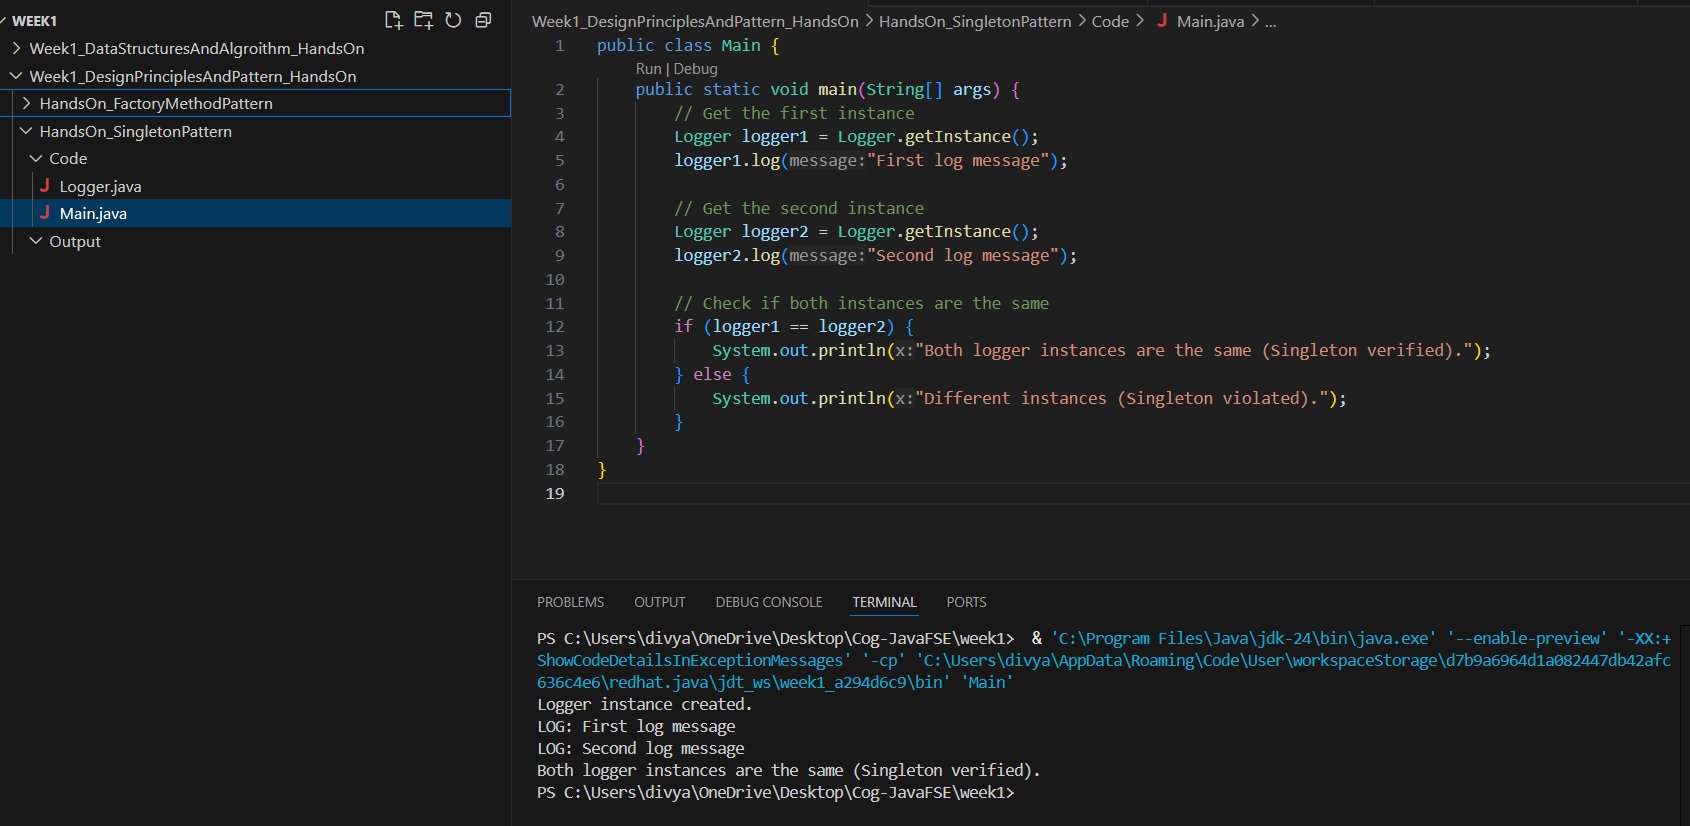 WEEK1
Week1_DataStructuresAndAlgroithm_HandsOn
Week1_DesignPrinciplesAndPattern_HandsOn
HandsOn_FactoryMethodPattern
HandsOn_SingletonPattern
Code
J Logger.java
J Main.java
Output
Week1_DesignPrinciplesAndPattern_HandsOn > HandsOn_SingletonPattern > Code > J Main.java > ...
1 public class Main {
Run | Debug
2 public static void main(String[] args) {
3 // Get the first instance
4 Logger logger1 = Logger.getInstance();
5 logger1.log(message:"First log message");
6
7 // Get the second instance
8 Logger logger2 = Logger.getInstance();
9 logger2.log(message:"Second log message");
10
11 // Check if both instances are the same
12 if (logger1 == logger2) {
13 System.out.println(x:"Both logger instances are the same (Singleton verified).");
14 } else {
15 System.out.println(x:"Different instances (Singleton violated).");
16 }
17 }
18 }
19
PROBLEMS OUTPUT DEBUG CONSOLE TERMINAL PORTS
PS C:\Users\divya\OneDrive\Desktop\Cog-JavaFSE\week1> & 'C:\Program Files\Java\jdk-24\bin\java.exe' '--enable-preview' '-XX:+
ShowCodeDetailsInExceptionMessages' '-cp' 'C:\Users\divya\AppData\Roaming\Code\User\workspaceStorage\d7b9a6964d1a082447db42afc
636c4e6\redhat.java\jdt_ws\week1_a294d6c9\bin' 'Main'
Logger instance created.
LOG: First log message
LOG: Second log message
Both logger instances are the same (Singleton verified).
PS C:\Users\divya\OneDrive\Desktop\Cog-JavaFSE\week1>